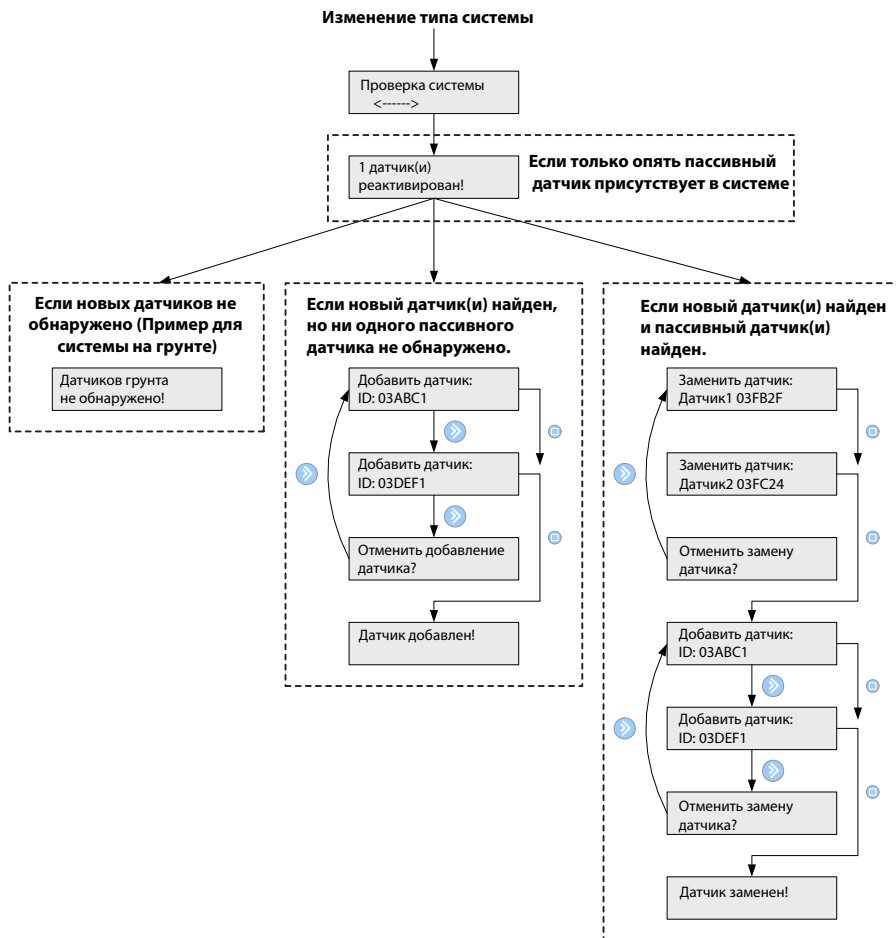 Изменение типа системы
Проверка системы
<------>
1 датчик(и)
реактивирован!
Если только опять пассивный
датчик присутствует в системе
Если новых датчиков не
обнаружено (Пример для
системы на грунте)
Датчиков грунта
не обнаружено!
Если новый датчик(и) найден,
но ни одного пассивного
датчика не обнаружено.
Добавить датчик:
ID: 03ABC1
Добавить датчик:
ID: 03DEF1
Отменить добавление
датчика?
Датчик добавлен!
Если новый датчик(и) найден
и пассивный датчик(и)
найден.
Заменить датчик:
Датчик1 03FB2F
Заменить датчик:
Датчик2 03FC24
Отменить замену
датчика?
Добавить датчик:
ID: 03ABC1
Добавить датчик:
ID: 03DEF1
Отменить замену
датчика?
Датчик заменен!